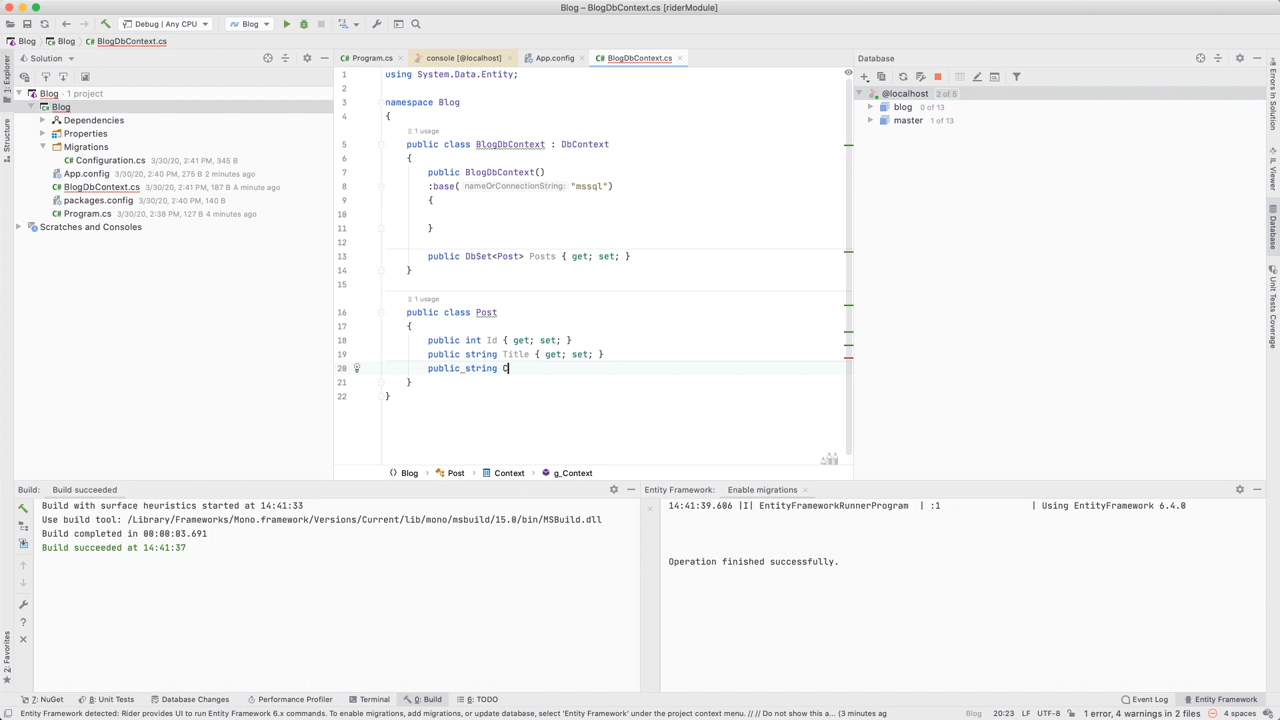 Blog – BlogDbContext.cs [riderModule]
Debug | Any CPU
Blog
Blog
Blog
C# BlogDbContext.cs
Solution
C# Program.cs
console [@localhost]
App.config
C# BlogDbContext.cs
Database
1: Explorer
Structure
2: Favorites
Blog 1 project
Blog
Dependencies
Properties
Migrations
C# Configuration.cs 3/30/20, 2:41 PM, 345 B
App.config 3/30/20, 2:40 PM, 275 B 2 minutes ago
C# BlogDbContext.cs 3/30/20, 2:41 PM, 187 B A minute ago
packages.config 3/30/20, 2:40 PM, 140 B
C# Program.cs 3/30/20, 2:38 PM, 127 B 4 minutes ago
Scratches and Consoles
1 using System.Data.Entity;
2
3 namespace Blog
4 {
1 usage
5 public class BlogDbContext : DbContext
6 {
7 public BlogDbContext()
8 :base( nameOrConnectionString: "mssql")
9 {
10
11 }
12
13 public DbSet<Post> Posts { get; set; }
14 }
15
1 usage
16 public class Post
17 {
18 public int Id { get; set; }
19 public string Title { get; set; }
20 public string C
21 }
22 }
Blog
Post
Context
g_Context
@localhost 2 of 5
blog 0 of 13
master 1 of 13
Errors In Solution
IL Viewer
Database
Unit Tests Coverage
Build: Build succeeded
Build with surface heuristics started at 14:41:33
Use build tool: /Library/Frameworks/Mono.framework/Versions/Current/lib/mono/msbuild/15.0/bin/MSBuild.dll
Build completed in 00:00:03.691
Build succeeded at 14:41:37
Entity Framework: Enable migrations
14:41:39.606 |I| EntityFrameworkRunnerProgram | :1 | Using EntityFramework 6.4.0
Operation finished successfully.
7: NuGet
8: Unit Tests
Database Changes
Performance Profiler
Terminal
0: Build
6: TODO
Event Log
Entity Framework
Entity Framework detected: Rider provides UI to run Entity Framework 6.x commands. To enable migrations, add migrations, or update database, select 'Entity Framework' under the project context menu. // // Do not show this a... (3 minutes ag
Blog
20:23
LF
UTF-8
1 error, 4 warnings in 2 files
4 spaces